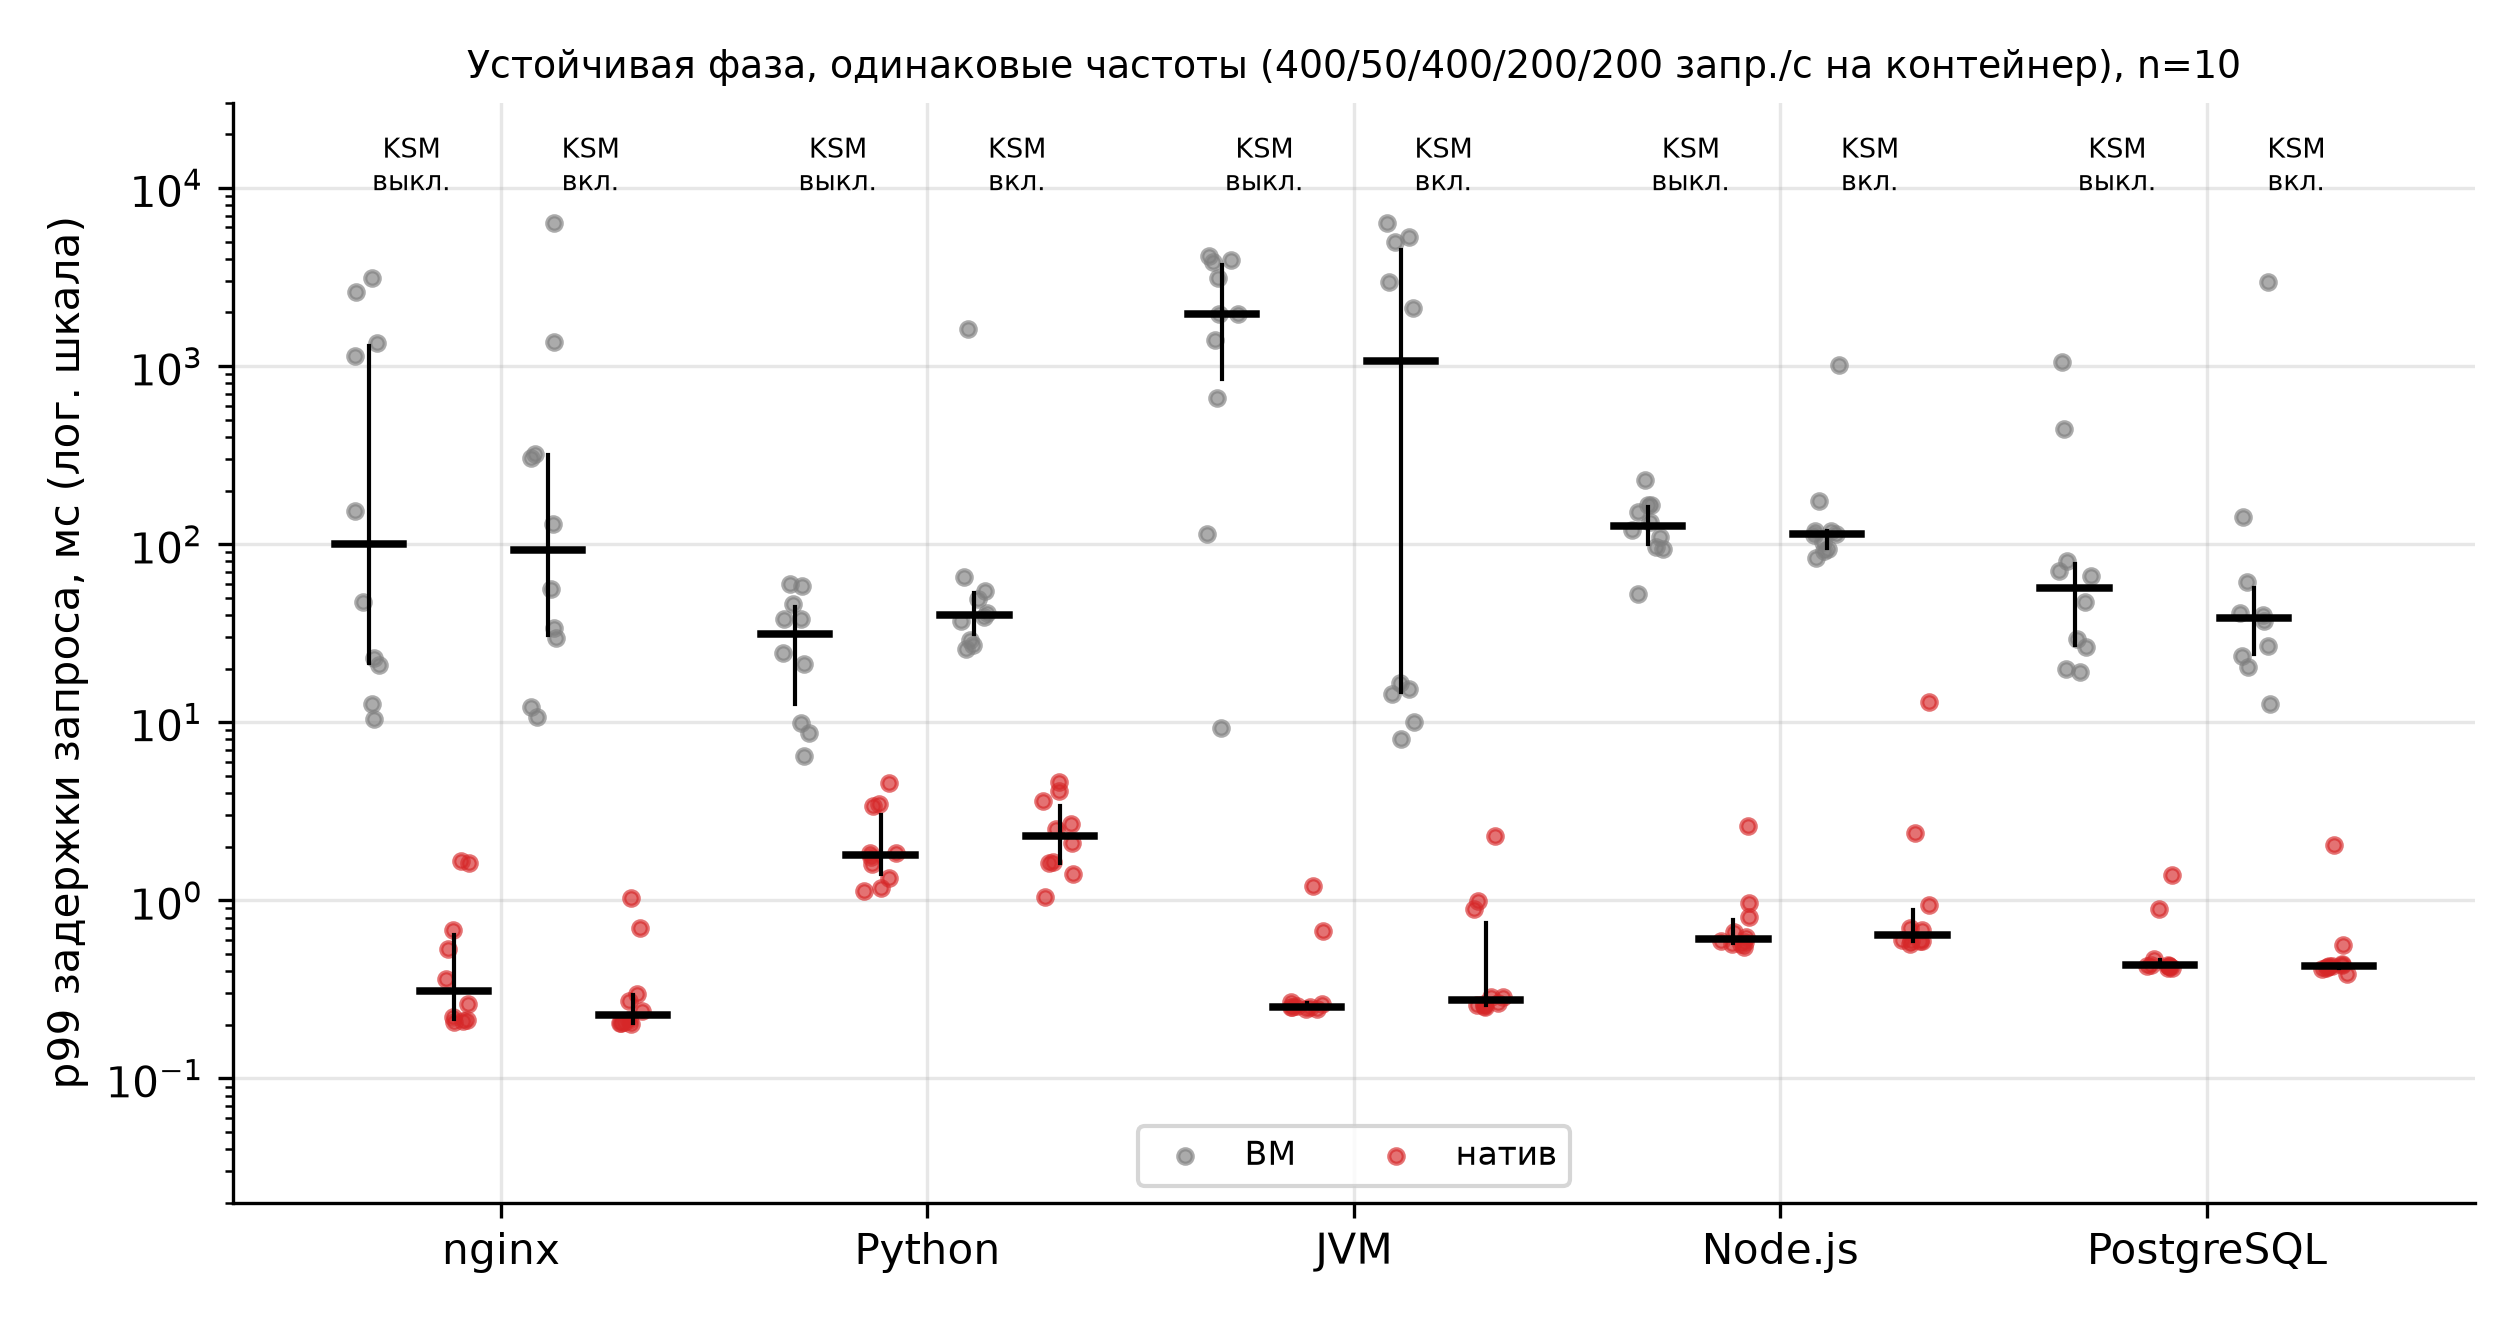 Устойчивая фаза, одинаковые частоты (400/50/400/200/200 запр./с на контейнер), n=10
p99 задержки запроса, мс (лог. шкала)
KSM
выкл.
KSM
вкл.
KSM
выкл.
KSM
вкл.
KSM
выкл.
KSM
вкл.
KSM
выкл.
KSM
вкл.
KSM
выкл.
KSM
вкл.
10⁴
10³
10²
10¹
10⁰
10⁻¹
ВМ
натив
nginx
Python
JVM
Node.js
PostgreSQL